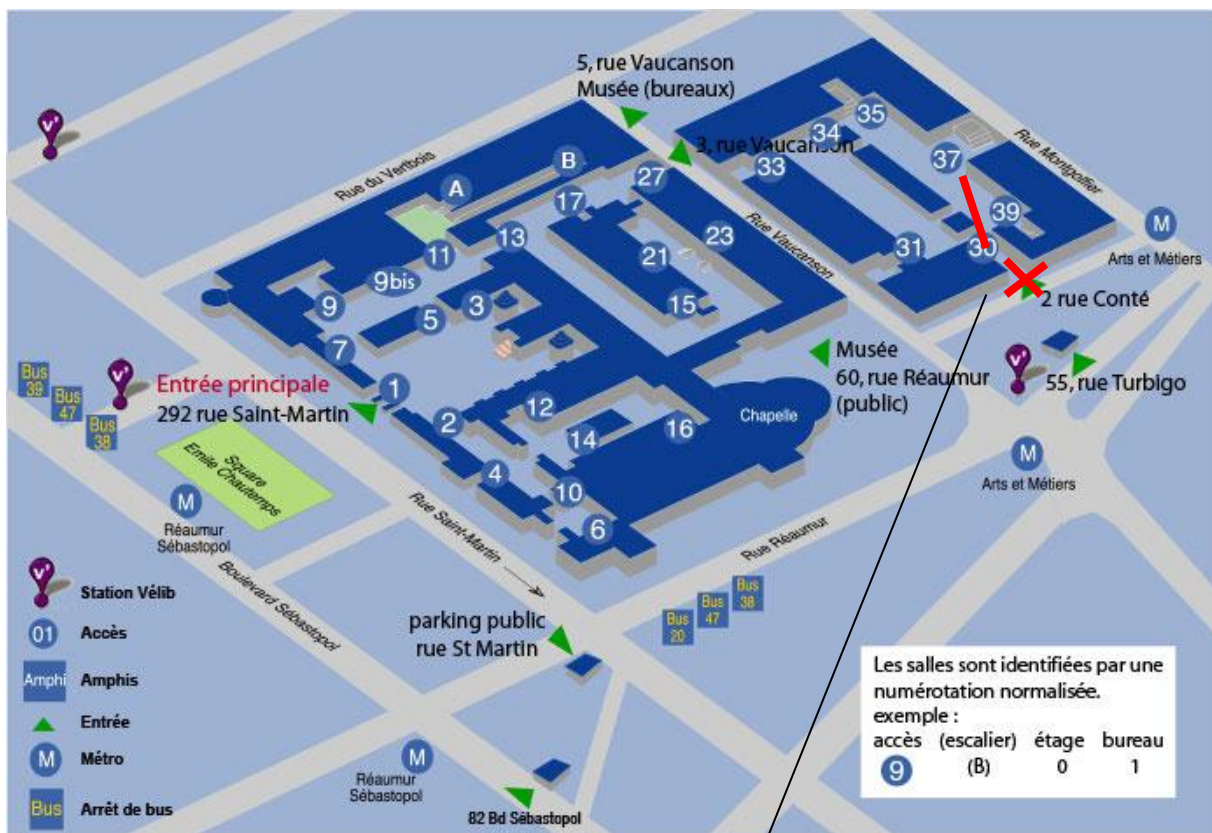 5, rue Vaucanson
Musée (bureaux)
3, rue Vaucanson
Rue du Vertbois
Rue Montgolfier
Rue Vaucanson
v'
A
B
35
34
33
37
27
17
39
23
13
11
21
31
30
9bis
9
3
5
15
7
1
2
12
14
16
4
10
6
M
Arts et Métiers
2 rue Conté
v'
55, rue Turbigo
Musée
60, rue Réaumur
(public)
Chapelle
Bus
39
Bus
47
Bus
38
v'
Entrée principale
292 rue Saint-Martin
Square
Emile Chautemps
M
Réaumur
Sébastopol
M
Arts et Métiers
Rue Saint-Martin
Rue Réaumur
Boulevard Sébastopol
Bus
20
Bus
47
Bus
38
parking public
rue St Martin
v'
Station Vélib
01
Accès
Amphi
Amphis
Entrée
M
Métro
Bus
Arrêt de bus
M
Réaumur
Sébastopol
82 Bd Sébastopol
Les salles sont identifiées par une
numérotation normalisée.
exemple :
accès (escalier) étage bureau
9 (B) 0 1